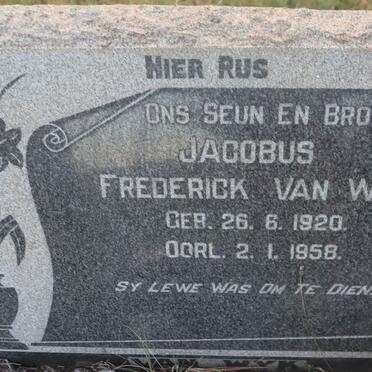 HIER RUS
ONS SEUN EN BRO
JACOBUS
FREDERICK VAN W
GEB. 26. 6. 1920.
OORL. 2. 1. 1958.
SY LEWE WAS OM TE DIEN